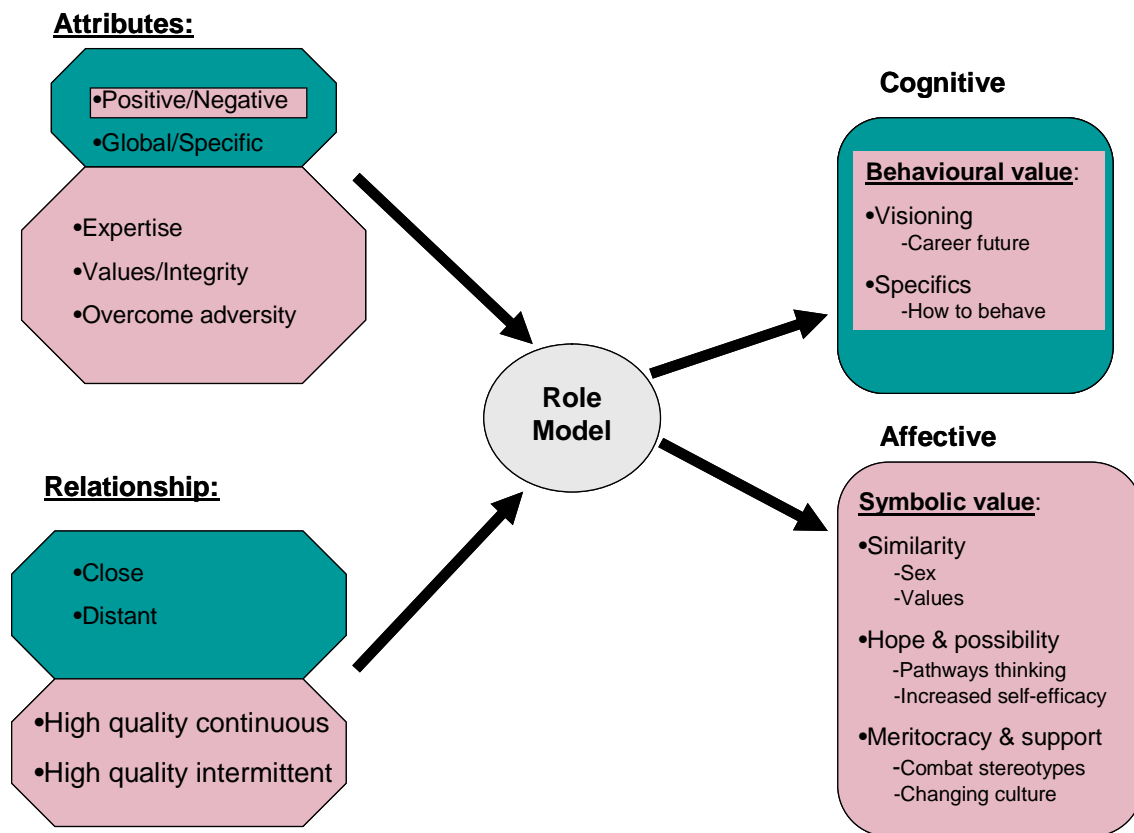 Attributes:
•Positive/Negative
•Global/Specific
•Expertise
•Values/Integrity
•Overcome adversity
Relationship:
•Close
•Distant
•High quality continuous
•High quality intermittent
Role
Model
Cognitive
Behavioural value:
•Visioning
-Career future
•Specifics
-How to behave
Affective
Symbolic value:
•Similarity
-Sex
-Values
•Hope & possibility
-Pathways thinking
-Increased self-efficacy
•Meritocracy & support
-Combat stereotypes
-Changing culture